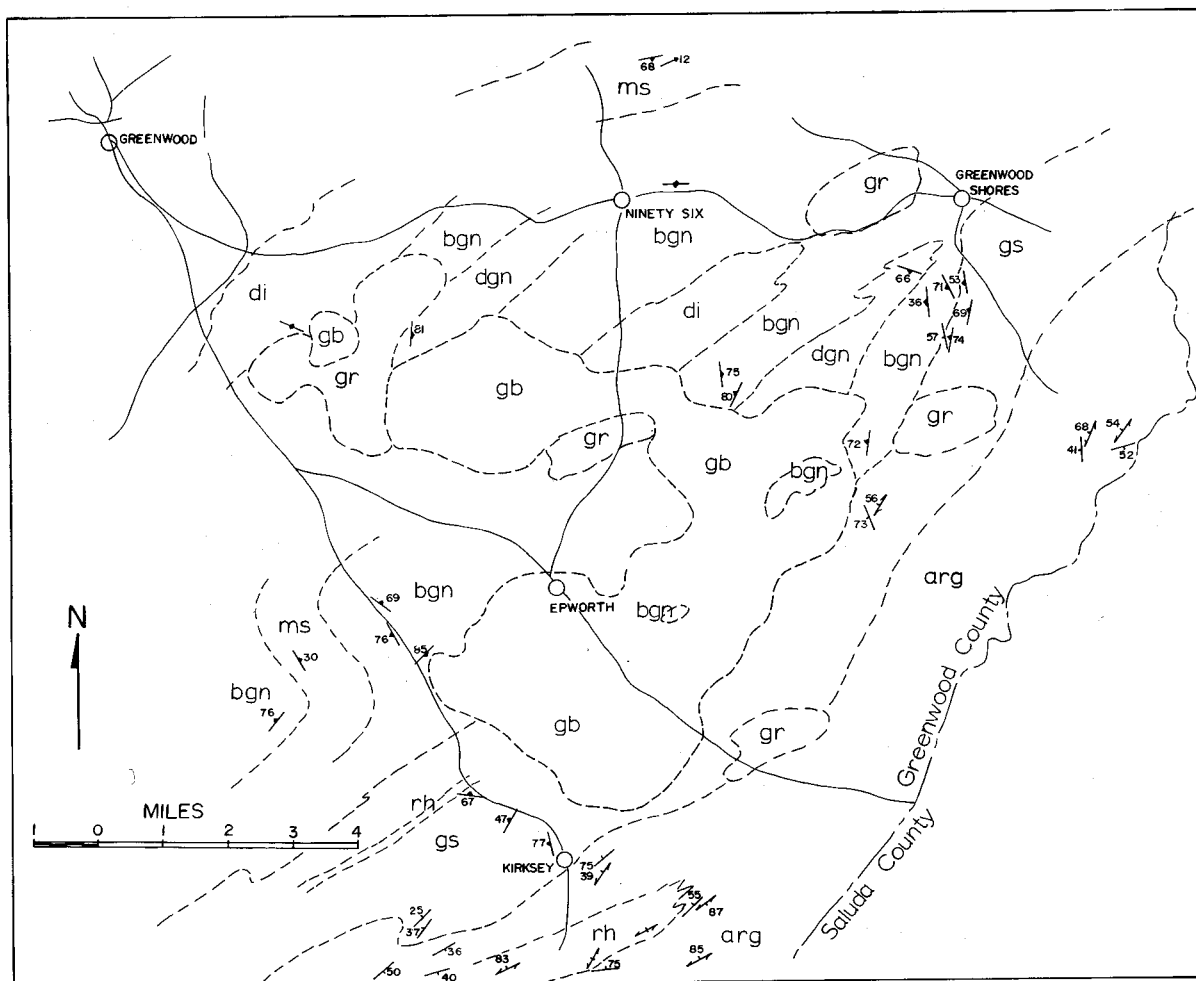 68
12
ms
GREENWOOD
gr
GREENWOOD
SHORES
NINETY SIX
bgn
bgn
gs
dgn
di
66
71
53
36
di
69
gb
81
bgn
57
74
gr
dgn
bgn
75
80
gb
gr
gr
gb
72
68
54
41
52
bgn
56
73
arg
bgn
EPWORTH
69
bgn
ms
76
85
30
N
bgn
76
gb
gr
Greenwood County
Saluda County
MILES
1 0 1 2 3 4
rh
67
gs
47
77
KIRKSEY
75
39
25
37
55
87
36
rh
arg
83
85
50
40
75